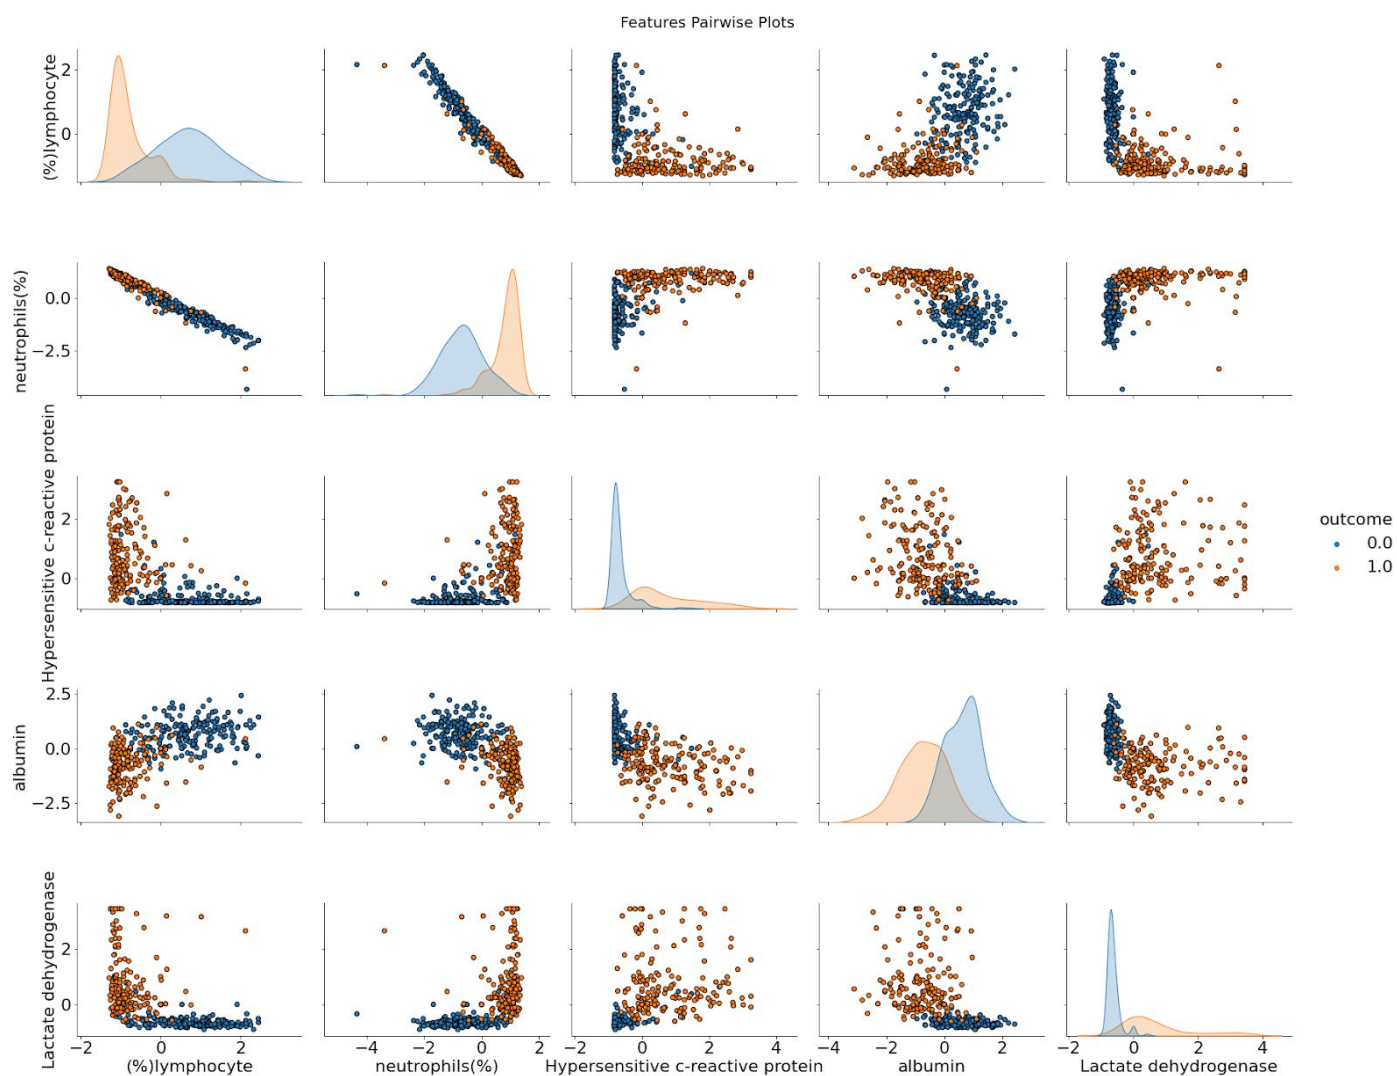 Features Pairwise Plots
(%)lymphocyte
2
0
neutrophils(%)
0.0
−2.5
Hypersensitive c-reactive protein
2
0
outcome
0.0
1.0
albumin
2.5
0.0
−2.5
Lactate dehydrogenase
2
0
−2 0 2
−4 −2 0 2
−2 0 2 4
−4 −2 0 2
−2 0 2 4
(%)lymphocyte
neutrophils(%)
Hypersensitive c-reactive protein
albumin
Lactate dehydrogenase